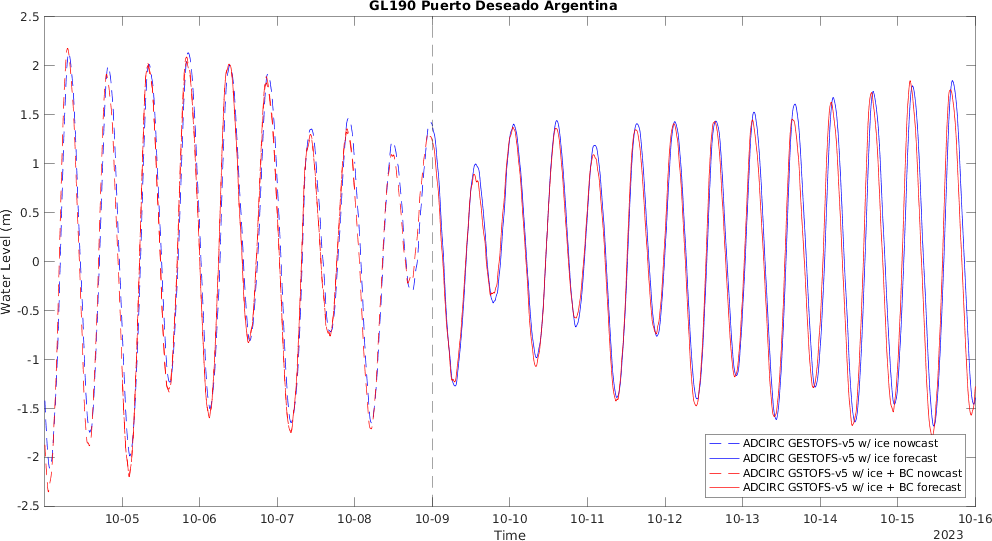 GL190 Puerto Deseado Argentina
2.5
2
1.5
1
0.5
0
-0.5
-1
-1.5
-2
-2.5
Water Level (m)
ADCIRC GESTOFS-v5 w/ ice nowcast
ADCIRC GESTOFS-v5 w/ ice forecast
ADCIRC GSTOFS-v5 w/ ice + BC nowcast
ADCIRC GSTOFS-v5 w/ ice + BC forecast
10-05 10-06 10-07 10-08 10-09 10-10 10-11 10-12 10-13 10-14 10-15 10-16
Time
2023